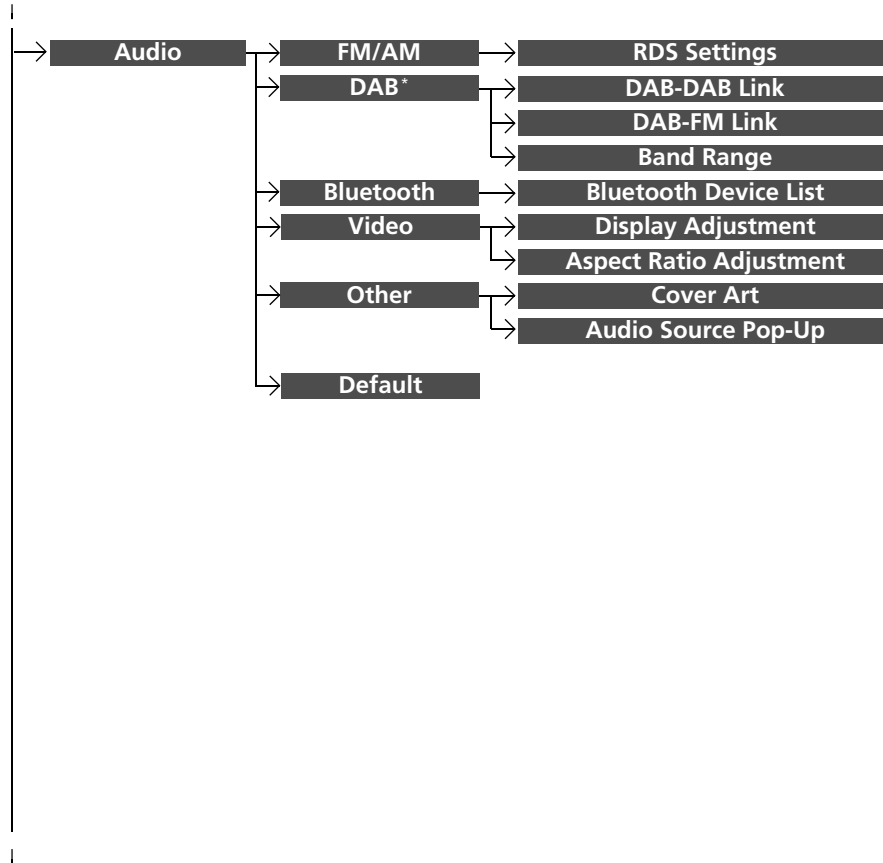 Audio
FM/AM
RDS Settings
DAB*
DAB-DAB Link
DAB-FM Link
Band Range
Bluetooth
Bluetooth Device List
Video
Display Adjustment
Aspect Ratio Adjustment
Other
Cover Art
Audio Source Pop-Up
Default